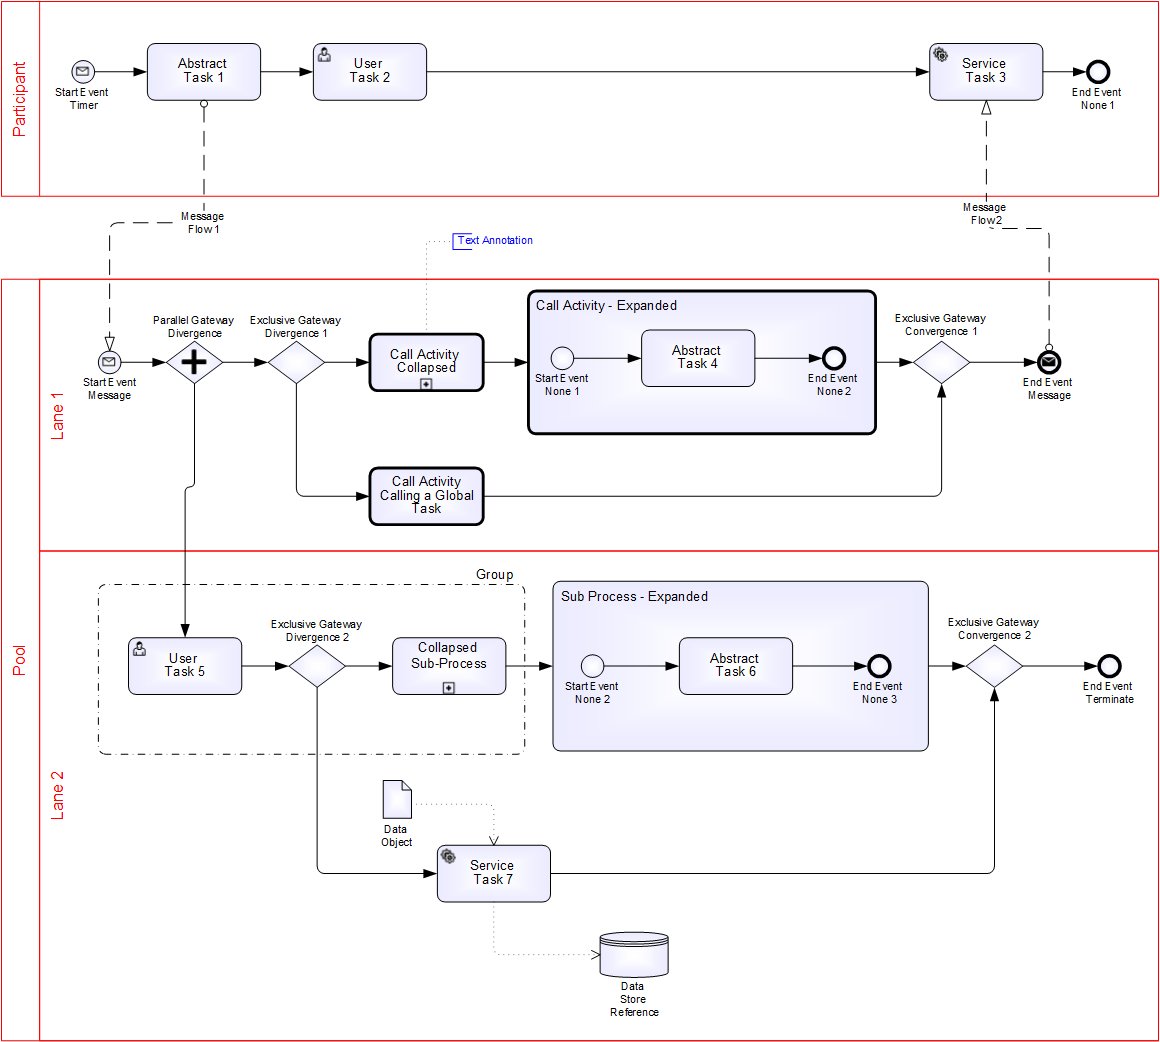 Participant
Start Event
Timer
Abstract
Task 1
User
Task 2
Service
Task 3
End Event
None 1
Message
Flow 1
Message
Flow2
Text Annotation
Pool
Lane 1
Start Event
Message
Parallel Gateway
Divergence
Exclusive Gateway
Divergence 1
Call Activity
Collapsed
Call Activity - Expanded
Start Event
None 1
Abstract
Task 4
End Event
None 2
Exclusive Gateway
Convergence 1
End Event
Message
Call Activity
Calling a Global
Task
Lane 2
Group
User
Task 5
Exclusive Gateway
Divergence 2
Collapsed
Sub-Process
Sub Process - Expanded
Start Event
None 2
Abstract
Task 6
End Event
None 3
Exclusive Gateway
Convergence 2
End Event
Terminate
Data
Object
Service
Task 7
Data
Store
Reference